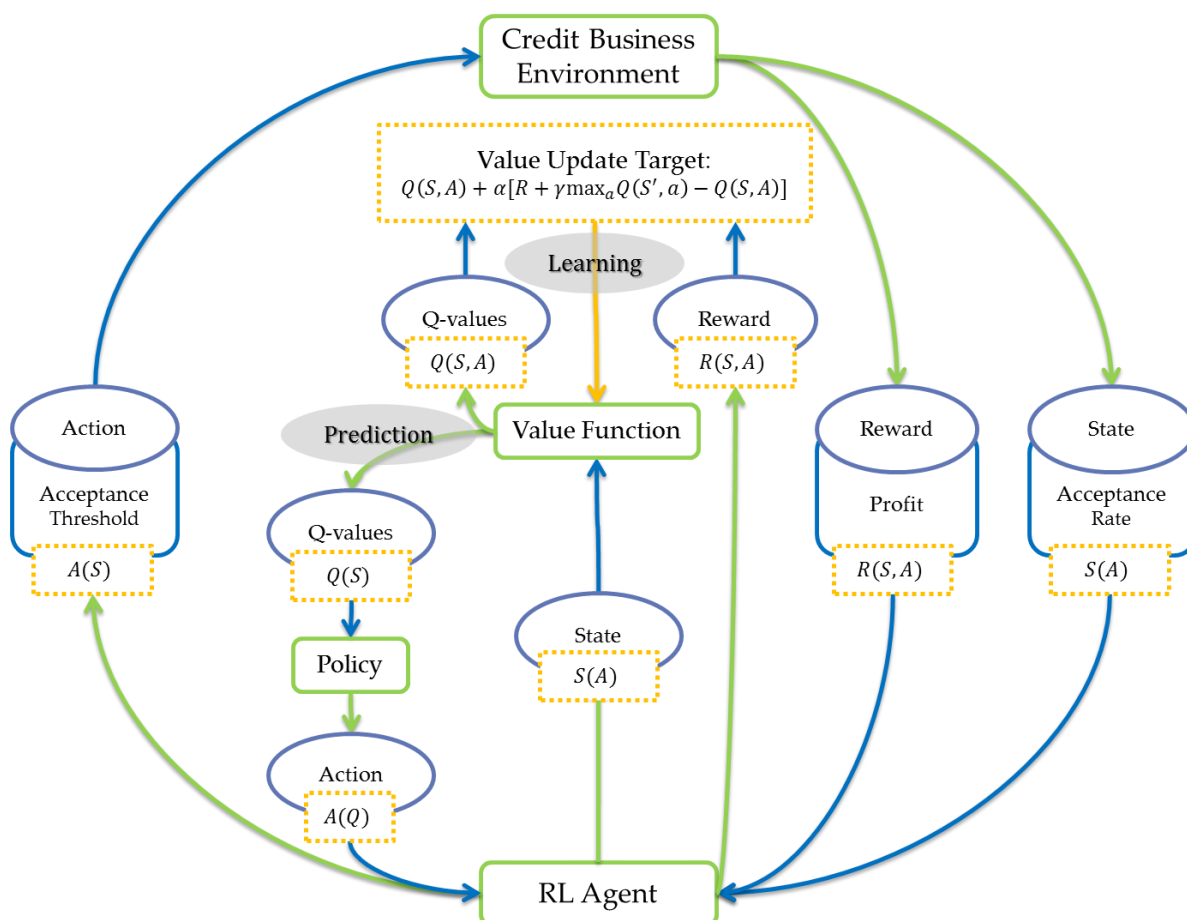 Credit Business
Environment
Value Update Target:
Q(S, A) + α[R + γmaxₐQ(S′, a) − Q(S, A)]
Learning
Q-values
Q(S, A)
Reward
R(S, A)
Prediction
Value Function
Action
Acceptance
Threshold
A(S)
Reward
Profit
R(S, A)
State
Acceptance
Rate
S(A)
Q-values
Q(S)
Policy
State
S(A)
Action
A(Q)
RL Agent